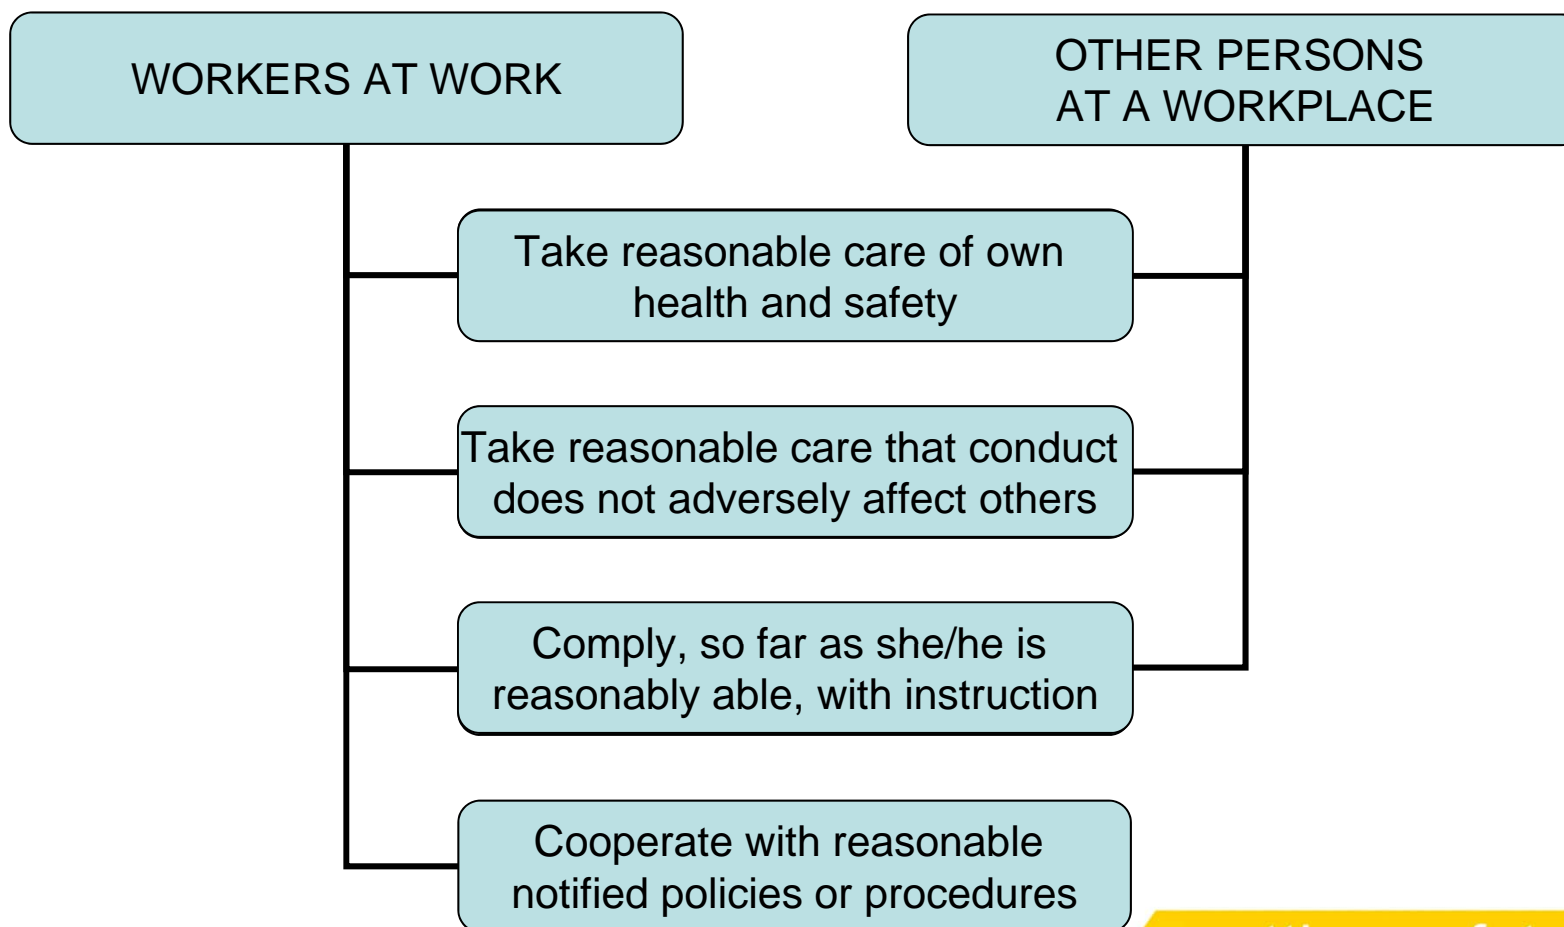 WORKERS AT WORK
OTHER PERSONS
AT A WORKPLACE
Take reasonable care of own
health and safety
Take reasonable care that conduct
does not adversely affect others
Comply, so far as she/he is
reasonably able, with instruction
Cooperate with reasonable
notified policies or procedures